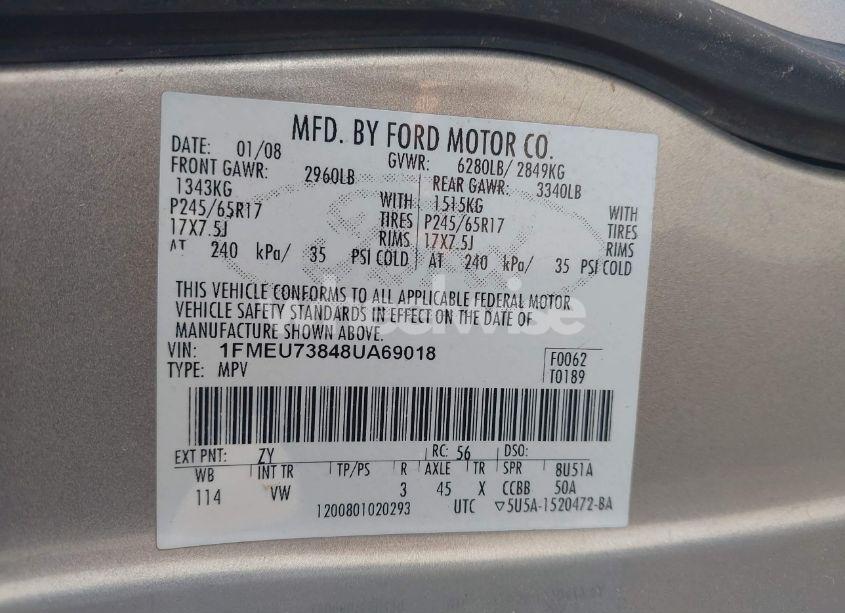 MFD. BY FORD MOTOR CO.
DATE: 01/08 GVWR: 6280LB/ 2849KG
FRONT GAWR: 2960LB REAR GAWR: 3340LB
1343KG WITH 1515KG WITH
P245/65R17 TIRES P245/65R17 TIRES
17X7.5J RIMS 17X7.5J RIMS
AT 240 kPa/ 35 PSI COLD AT 240 kPa/ 35 PSI COLD
THIS VEHICLE CONFORMS TO ALL APPLICABLE FEDERAL MOTOR
VEHICLE SAFETY STANDARDS IN EFFECT ON THE DATE OF
MANUFACTURE SHOWN ABOVE.
VIN: 1FMEU73848UA69018 F0062
TYPE: MPV T0189
EXT PNT: ZY RC: 56 DSO:
WB INT TR TP/PS R AXLE TR SPR 8U51A
114 VW 3 45 X CCBB 50A
1200801020293 UTC ▽5U5A-1520472-BA